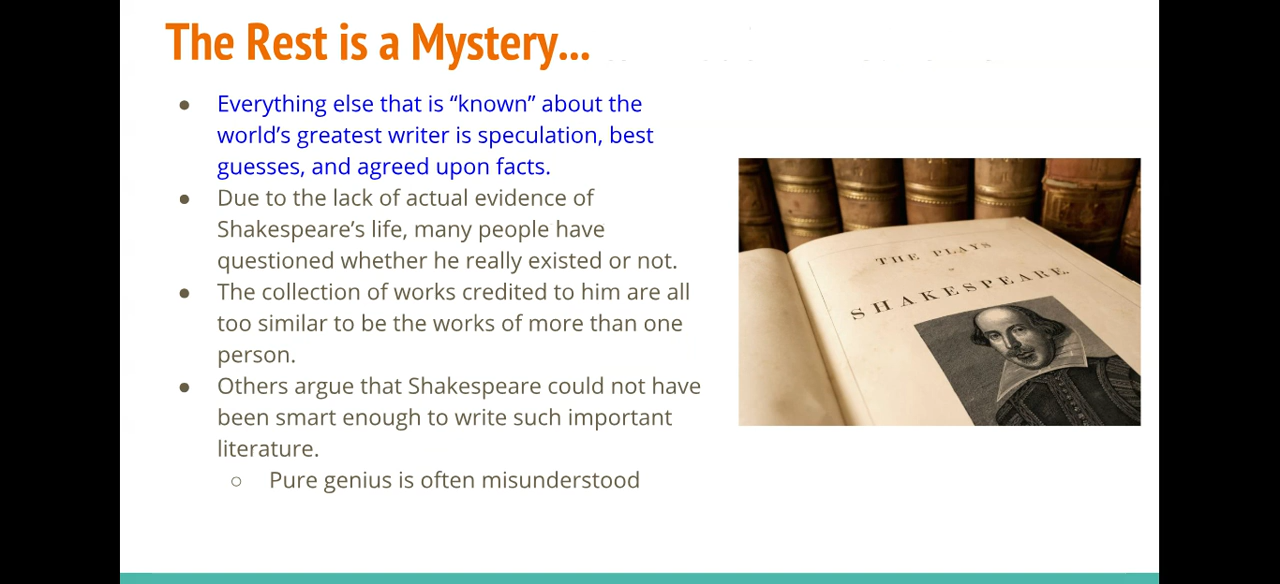 The Rest is a Mystery...
● Everything else that is “known” about the
world’s greatest writer is speculation, best
guesses, and agreed upon facts.
● Due to the lack of actual evidence of
Shakespeare’s life, many people have
questioned whether he really existed or not.
● The collection of works credited to him are all
too similar to be the works of more than one
person.
● Others argue that Shakespeare could not have
been smart enough to write such important
literature.
○ Pure genius is often misunderstood
THE PLAYS
SHAKESPEARE.